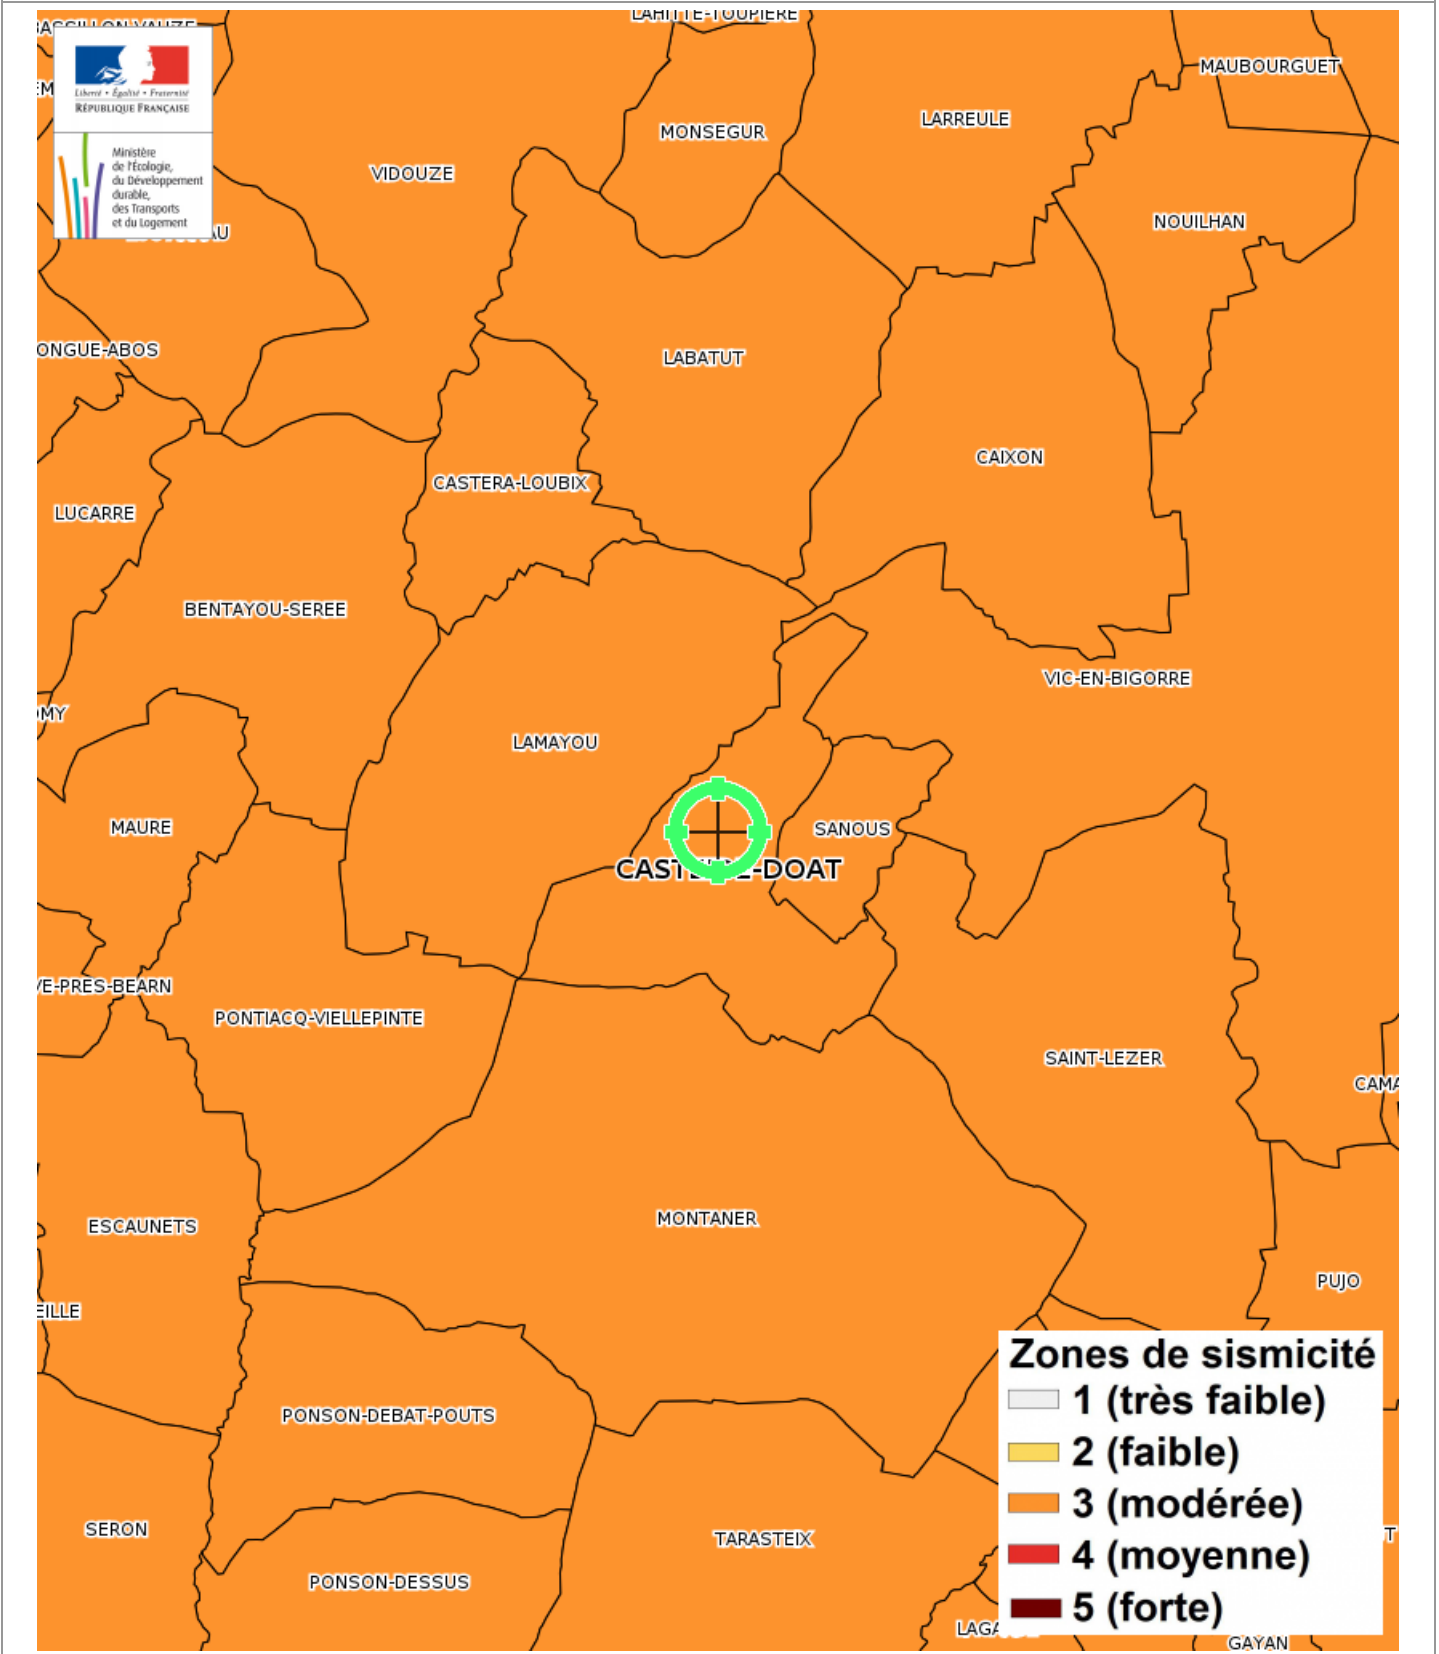 LAHITTE-TOUPIERE
MAUBOURGUET
Liberté • Égalité • Fraternité
RÉPUBLIQUE FRANÇAISE
MONSEGUR
LARREULE
Ministère
de l'Écologie,
du Développement
durable,
des Transports
et du Logement
VIDOUZE
NOUILHAN
ONGUE-ABOS
LABATUT
CAIXON
CASTERA-LOUBIX
LUCARRE
BENTAYOU-SEREE
VIC-EN-BIGORRE
OMY
LAMAYOU
MAURE
SANOUS
VE-PRES-BEARN
PONTIACQ-VIELLEPINTE
SAINT-LEZER
CAMA
MONTANER
ESCAUNETS
PUJO
EILLE
Zones de sismicité
1 (très faible)
2 (faible)
3 (modérée)
4 (moyenne)
5 (forte)
PONSON-DEBAT-POUTS
SERON
TARASTEIX
PONSON-DESSUS
GAYAN